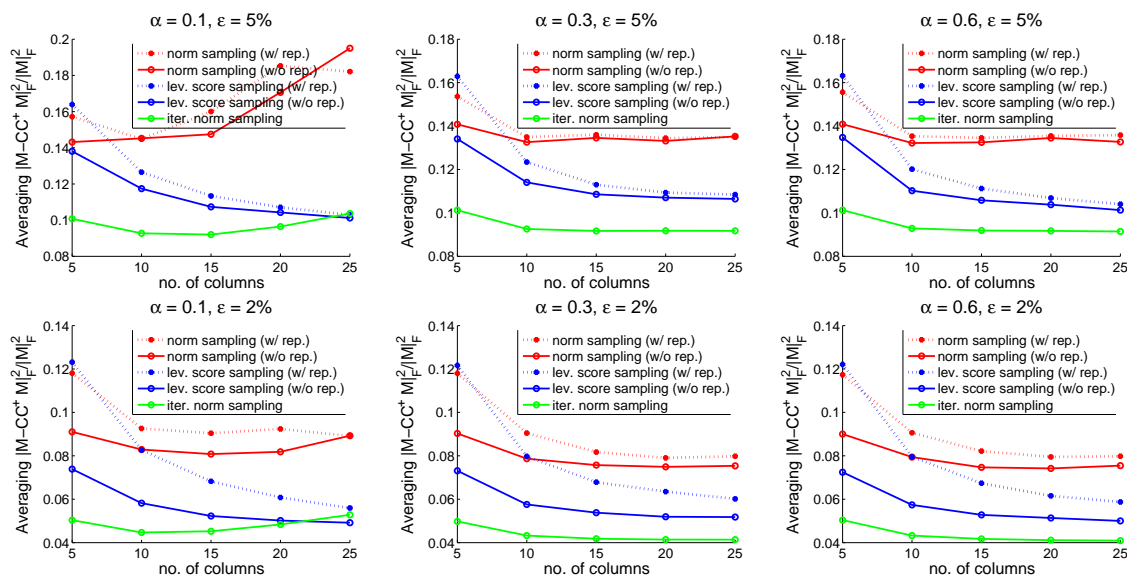 α = 0.1, ε = 5%
Averaging |M−CC⁺ M|²F/|M|²F
0.2
0.18
0.16
0.14
0.12
0.1
0.08
norm sampling (w/ rep.)
norm sampling (w/o rep.)
lev. score sampling (w/ rep.)
lev. score sampling (w/o rep.)
iter. norm sampling
5 10 15 20 25
no. of columns
α = 0.3, ε = 5%
Averaging |M−CC⁺ M|²F/|M|²F
0.18
0.16
0.14
0.12
0.1
0.08
norm sampling (w/ rep.)
norm sampling (w/o rep.)
lev. score sampling (w/ rep.)
lev. score sampling (w/o rep.)
iter. norm sampling
5 10 15 20 25
no. of columns
α = 0.6, ε = 5%
Averaging |M−CC⁺ M|²F/|M|²F
0.18
0.16
0.14
0.12
0.1
0.08
norm sampling (w/ rep.)
norm sampling (w/o rep.)
lev. score sampling (w/ rep.)
lev. score sampling (w/o rep.)
iter. norm sampling
5 10 15 20 25
no. of columns
α = 0.1, ε = 2%
Averaging |M−CC⁺ M|²F/|M|²F
0.14
0.12
0.1
0.08
0.06
0.04
norm sampling (w/ rep.)
norm sampling (w/o rep.)
lev. score sampling (w/ rep.)
lev. score sampling (w/o rep.)
iter. norm sampling
5 10 15 20 25
no. of columns
α = 0.3, ε = 2%
Averaging |M−CC⁺ M|²F/|M|²F
0.14
0.12
0.1
0.08
0.06
0.04
norm sampling (w/ rep.)
norm sampling (w/o rep.)
lev. score sampling (w/ rep.)
lev. score sampling (w/o rep.)
iter. norm sampling
5 10 15 20 25
no. of columns
α = 0.6, ε = 2%
Averaging |M−CC⁺ M|²F/|M|²F
0.14
0.12
0.1
0.08
0.06
0.04
norm sampling (w/ rep.)
norm sampling (w/o rep.)
lev. score sampling (w/ rep.)
lev. score sampling (w/o rep.)
iter. norm sampling
5 10 15 20 25
no. of columns